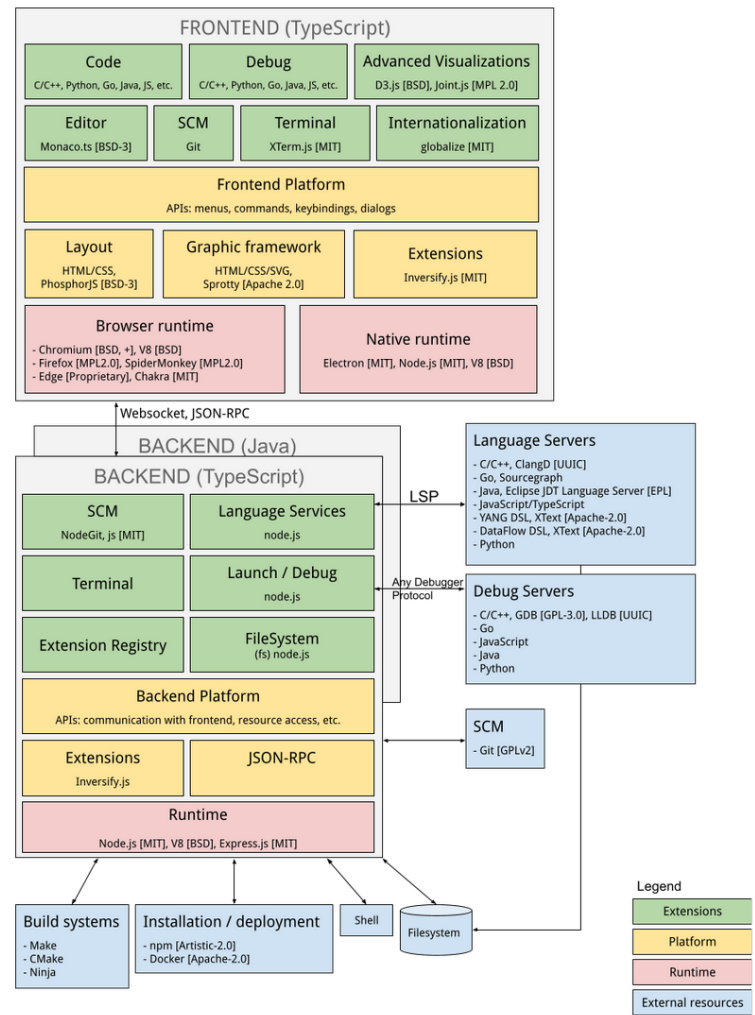 FRONTEND (TypeScript)
Code
C/C++, Python, Go, Java, JS, etc.
Debug
C/C++, Python, Go, Java, JS, etc.
Advanced Visualizations
D3.js [BSD], Joint.js [MPL 2.0]
Editor
Monaco.ts [BSD-3]
SCM
Git
Terminal
XTerm.js [MIT]
Internationalization
globalize [MIT]
Frontend Platform
APIs: menus, commands, keybindings, dialogs
Layout
HTML/CSS,
PhosphorJS [BSD-3]
Graphic framework
HTML/CSS/SVG,
Sprotty [Apache 2.0]
Extensions
Inversify.js [MIT]
Browser runtime
- Chromium [BSD, +], V8 [BSD]
- Firefox [MPL2.0], SpiderMonkey [MPL2.0]
- Edge [Proprietary], Chakra [MIT]
Native runtime
Electron [MIT], Node.js [MIT], V8 [BSD]
Websocket, JSON-RPC
BACKEND (Java)
BACKEND (TypeScript)
SCM
NodeGit, js [MIT]
Language Services
node.js
Terminal
Launch / Debug
node.js
Extension Registry
FileSystem
(fs) node.js
Backend Platform
APIs: communication with frontend, resource access, etc.
Extensions
Inversify.js
JSON-RPC
Runtime
Node.js [MIT], V8 [BSD], Express.js [MIT]
LSP
Any Debugger
Protocol
Language Servers
- C/C++, ClangD [UUIC]
- Go, Sourcegraph
- Java, Eclipse JDT Language Server [EPL]
- JavaScript/TypeScript
- YANG DSL, XText [Apache-2.0]
- DataFlow DSL, XText [Apache-2.0]
- Python
Debug Servers
- C/C++, GDB [GPL-3.0], LLDB [UUIC]
- Go
- JavaScript
- Java
- Python
SCM
- Git [GPLv2]
Build systems
- Make
- CMake
- Ninja
Installation / deployment
- npm [Artistic-2.0]
- Docker [Apache-2.0]
Shell
Filesystem
Legend
Extensions
Platform
Runtime
External resources